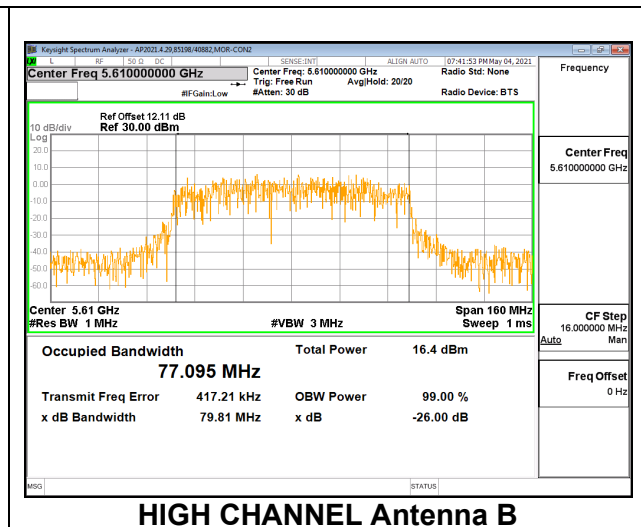 Keysight Spectrum Analyzer - AP2021.4.29,85198/40882,MOR-CON2
L RF 50 Ω DC SENSE:INT ALIGN AUTO 07:41:53 PM May 04, 2021
Center Freq 5.610000000 GHz Center Freq: 5.610000000 GHz Radio Std: None Frequency
Trig: Free Run Avg|Hold: 20/20
#IFGain:Low #Atten: 30 dB Radio Device: BTS
Ref Offset 12.11 dB
10 dB/div Ref 30.00 dBm
Log
20.0
10.0
0.00
-10.0
-20.0
-30.0
-40.0
-50.0
-60.0
Center Freq
5.610000000 GHz
Center 5.61 GHz Span 160 MHz
#Res BW 1 MHz #VBW 3 MHz Sweep 1 ms
CF Step
16.000000 MHz
Auto Man
Occupied Bandwidth Total Power 16.4 dBm
77.095 MHz
Transmit Freq Error 417.21 kHz OBW Power 99.00 %
x dB Bandwidth 79.81 MHz x dB -26.00 dB
Freq Offset
0 Hz
MSG STATUS
HIGH CHANNEL Antenna B